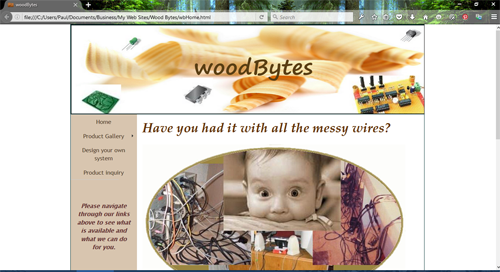 woodBytes
file:///C:/Users/Paul/Documents/Business/My Web Sites/Wood Bytes/wbHome.html
Search
woodBytes
Home
Product Gallery
Design your own
system
Product Inquiry
Please navigate
through our links
above to see what
is available and
what we can do
for you.
Have you had it with all the messy wires?